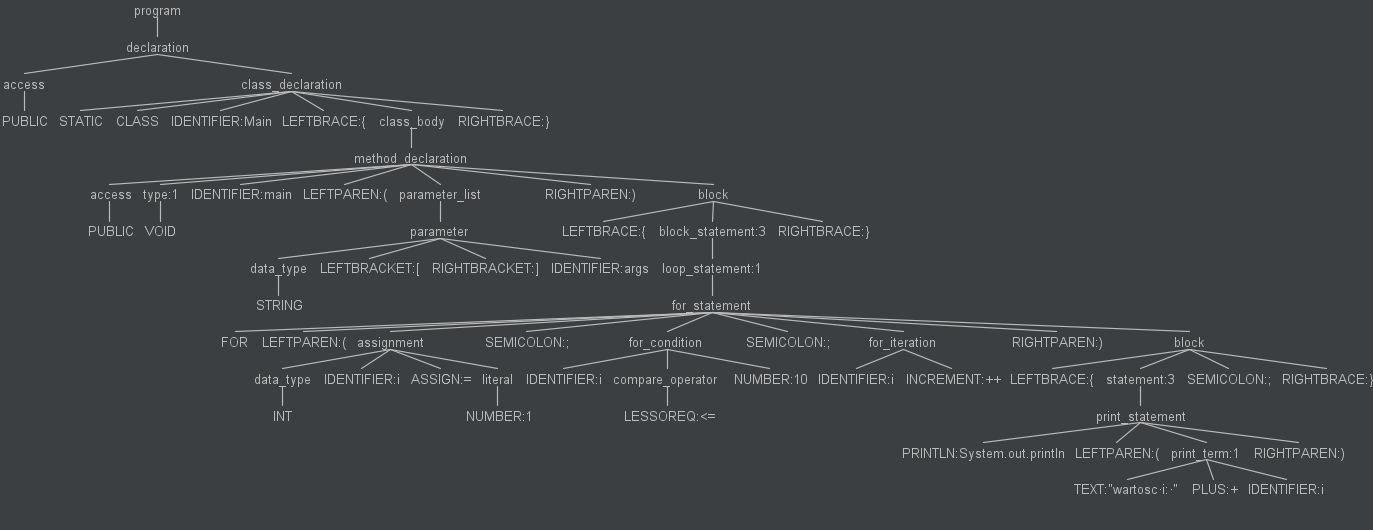 program
declaration
access class_declaration
PUBLIC STATIC CLASS IDENTIFIER:Main LEFTBRACE:{ class_body RIGHTBRACE:}
method_declaration
access type:1 IDENTIFIER:main LEFTPAREN:( parameter_list RIGHTPAREN:) block
PUBLIC VOID parameter LEFTBRACE:{ block_statement:3 RIGHTBRACE:}
data_type LEFTBRACKET:[ RIGHTBRACKET:] IDENTIFIER:args loop_statement:1
STRING for_statement
FOR LEFTPAREN:( assignment SEMICOLON:; for_condition SEMICOLON:; for_iteration RIGHTPAREN:) block
data_type IDENTIFIER:i ASSIGN:= literal IDENTIFIER:i compare_operator NUMBER:10 IDENTIFIER:i INCREMENT:++ LEFTBRACE:{ statement:3 SEMICOLON:; RIGHTBRACE:}
INT NUMBER:1 LESSOREQ:<= print_statement
PRINTLN:System.out.println LEFTPAREN:( print_term:1 RIGHTPAREN:)
TEXT:"wartosc·i:·" PLUS:+ IDENTIFIER:i